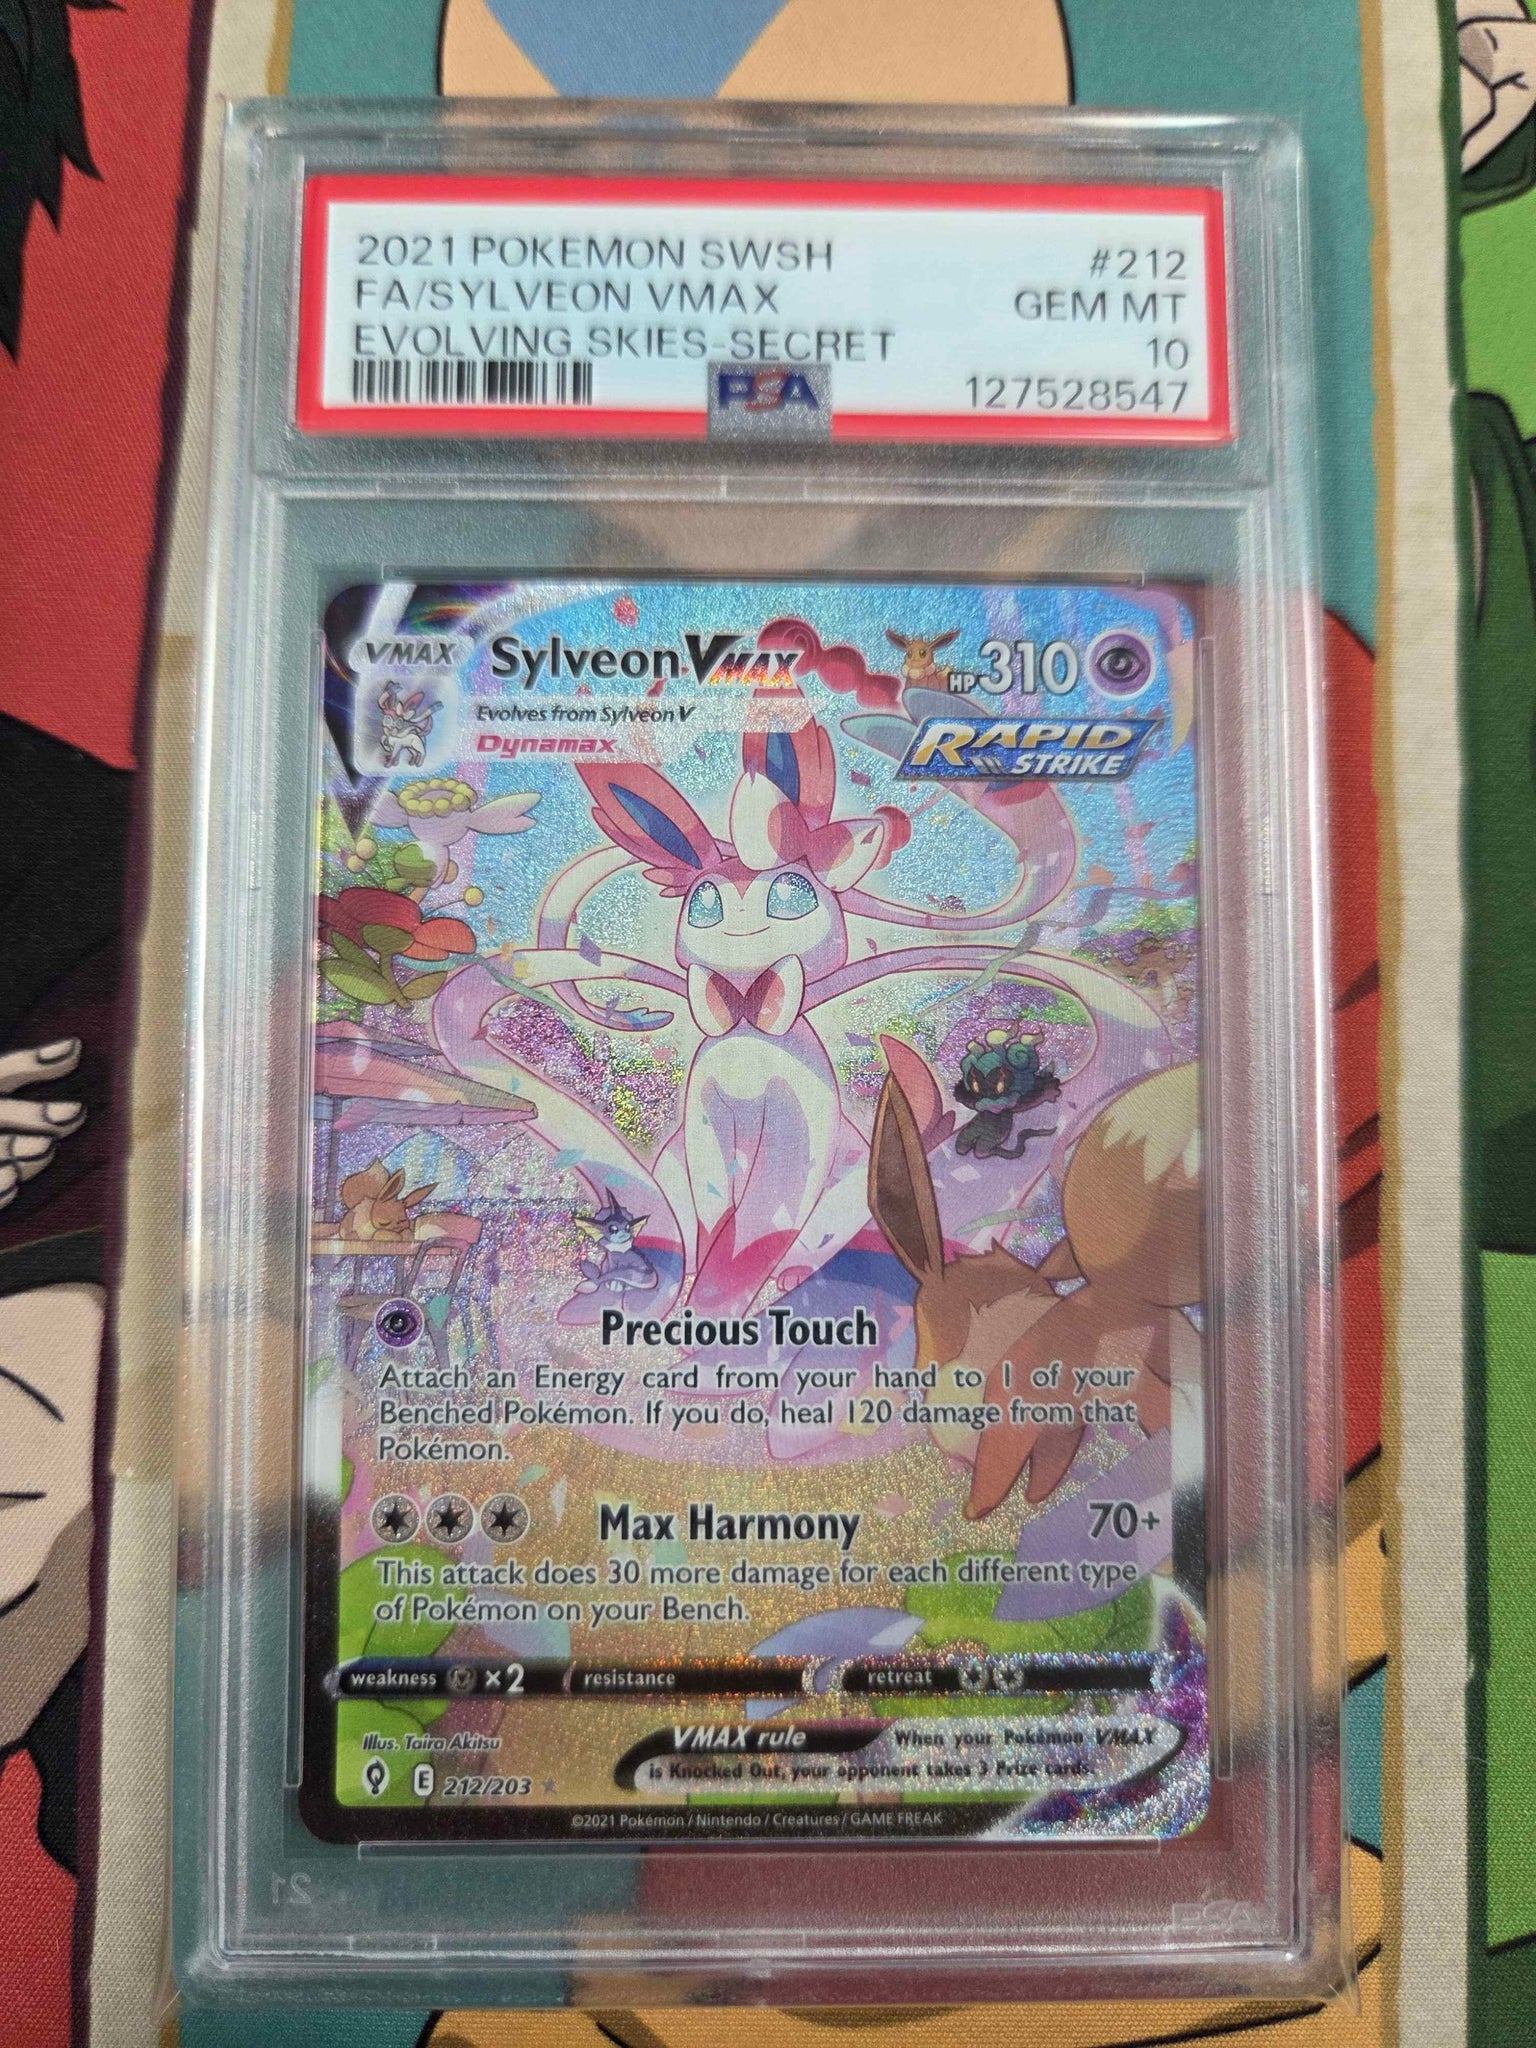 2021 POKEMON SWSH #212
FA/SYLVEON VMAX GEM MT
EVOLVING SKIES-SECRET 10
PSA 127528547
VMAX Sylveon VMAX HP 310
Evolves from Sylveon V
Dynamax
RAPID
STRIKE
Precious Touch
Attach an Energy card from your hand to 1 of your
Benched Pokémon. If you do, heal 120 damage from that
Pokémon.
Max Harmony 70+
This attack does 30 more damage for each different type
of Pokémon on your Bench.
weakness ×2 resistance retreat
Illus. Taira Akitsu
VMAX rule When your Pokémon VMAX
is Knocked Out, your opponent takes 3 Prize cards.
E 212/203 ★
©2021 Pokémon / Nintendo / Creatures / GAME FREAK
21
PSA